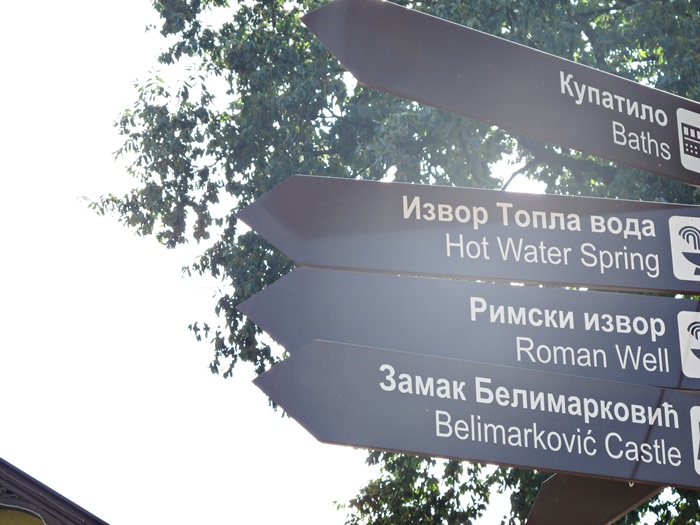 Купатило
Baths
Извор Топла вода
Hot Water Spring
Римски извор
Roman Well
Замак Белимарковић
Belimarković Castle